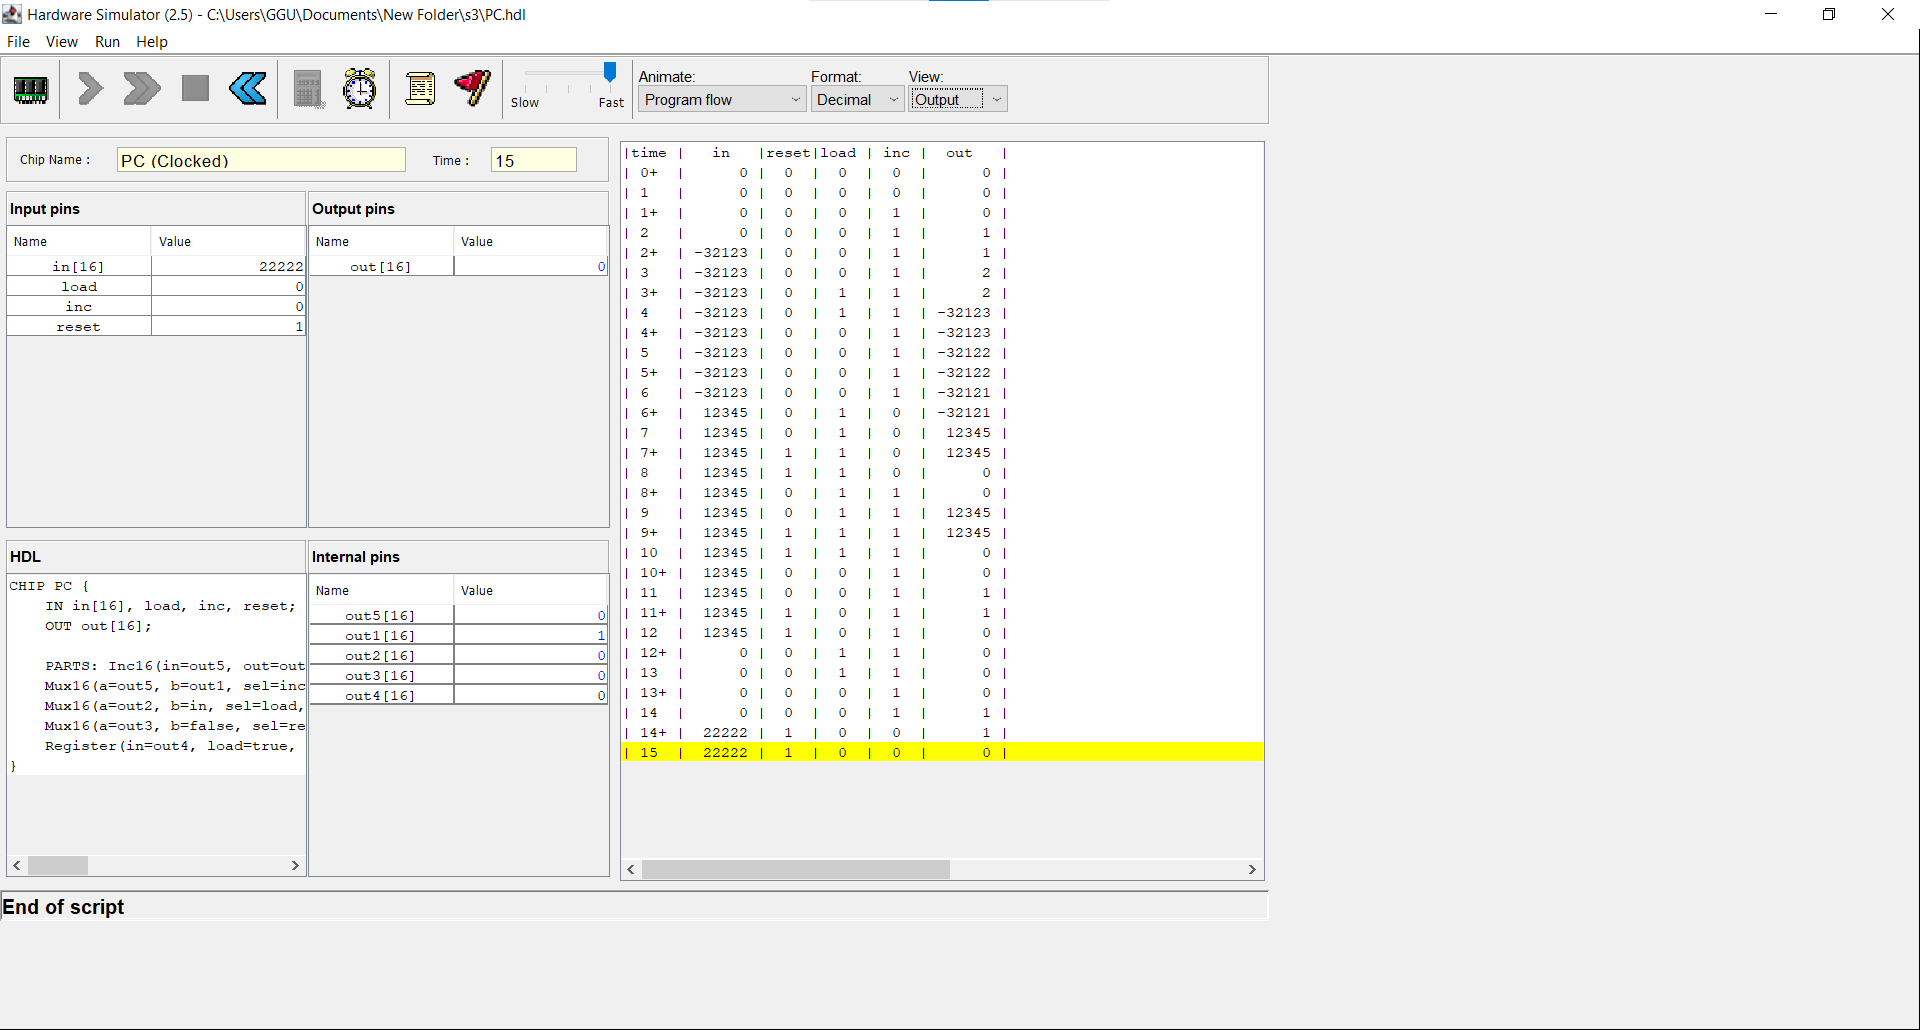 Hardware Simulator (2.5) - C:\Users\GGU\Documents\New Folder\s3\PC.hdl
File View Run Help
Slow Fast
Animate: Format: View:
Program flow Decimal Output
Chip Name : PC (Clocked) Time : 15
Input pins
Name Value
in[16] 22222
load 0
inc 0
reset 1
Output pins
Name Value
out[16] 0
HDL
CHIP PC {
IN in[16], load, inc, reset;
OUT out[16];
PARTS: Inc16(in=out5, out=out
Mux16(a=out5, b=out1, sel=inc
Mux16(a=out2, b=in, sel=load,
Mux16(a=out3, b=false, sel=re
Register(in=out4, load=true,
}
Internal pins
Name Value
out5[16] 0
out1[16] 1
out2[16] 0
out3[16] 0
out4[16] 0
|time | in |reset|load | inc | out |
| 0+ | 0 | 0 | 0 | 0 | 0 |
| 1 | 0 | 0 | 0 | 0 | 0 |
| 1+ | 0 | 0 | 0 | 1 | 0 |
| 2 | 0 | 0 | 0 | 1 | 1 |
| 2+ | -32123 | 0 | 0 | 1 | 1 |
| 3 | -32123 | 0 | 0 | 1 | 2 |
| 3+ | -32123 | 0 | 1 | 1 | 2 |
| 4 | -32123 | 0 | 1 | 1 | -32123 |
| 4+ | -32123 | 0 | 0 | 1 | -32123 |
| 5 | -32123 | 0 | 0 | 1 | -32122 |
| 5+ | -32123 | 0 | 0 | 1 | -32122 |
| 6 | -32123 | 0 | 0 | 1 | -32121 |
| 6+ | 12345 | 0 | 1 | 0 | -32121 |
| 7 | 12345 | 0 | 1 | 0 | 12345 |
| 7+ | 12345 | 1 | 1 | 0 | 12345 |
| 8 | 12345 | 1 | 1 | 0 | 0 |
| 8+ | 12345 | 0 | 1 | 1 | 0 |
| 9 | 12345 | 0 | 1 | 1 | 12345 |
| 9+ | 12345 | 1 | 1 | 1 | 12345 |
| 10 | 12345 | 1 | 1 | 1 | 0 |
| 10+ | 12345 | 0 | 0 | 1 | 0 |
| 11 | 12345 | 0 | 0 | 1 | 1 |
| 11+ | 12345 | 1 | 0 | 1 | 1 |
| 12 | 12345 | 1 | 0 | 1 | 0 |
| 12+ | 0 | 0 | 1 | 1 | 0 |
| 13 | 0 | 0 | 1 | 1 | 0 |
| 13+ | 0 | 0 | 0 | 1 | 0 |
| 14 | 0 | 0 | 0 | 1 | 1 |
| 14+ | 22222 | 1 | 0 | 0 | 1 |
| 15 | 22222 | 1 | 0 | 0 | 0 |
End of script